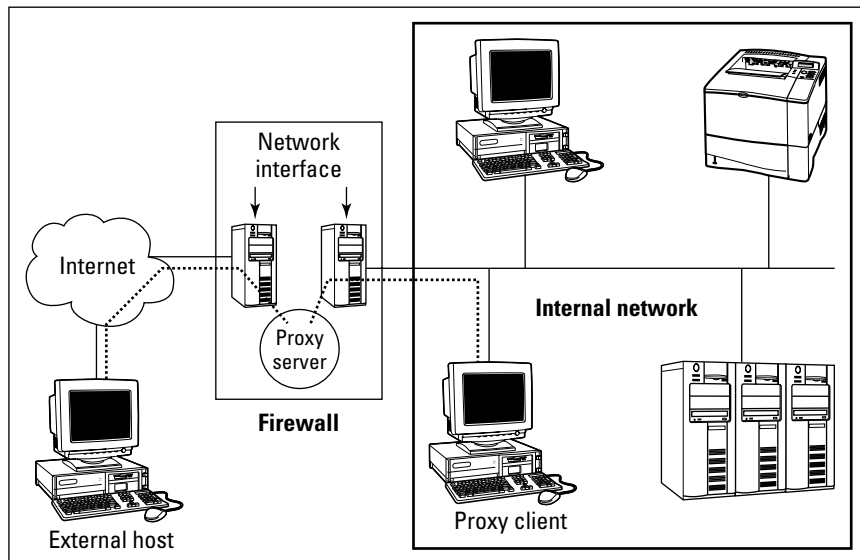 Network
interface
Internet
Proxy
server
Firewall
Internal network
Proxy client
External host